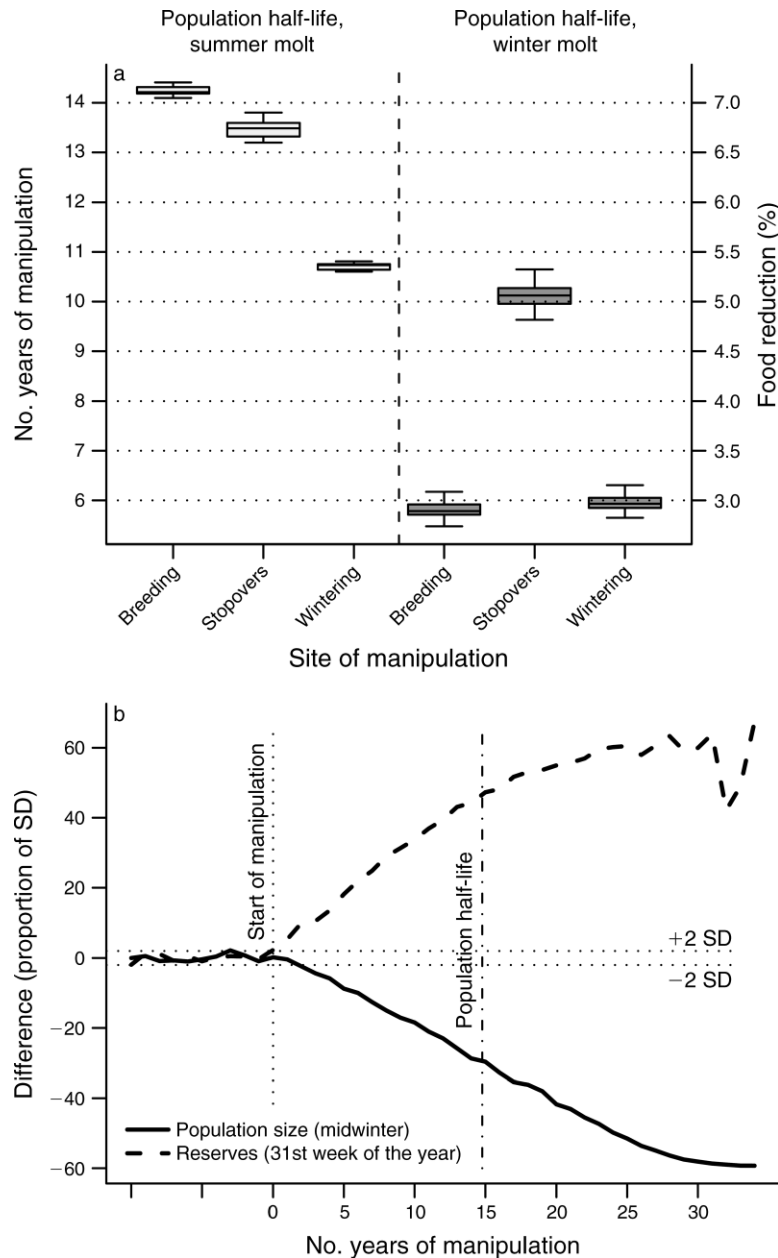 Population half-life,
summer molt
Population half-life,
winter molt
a
14
13
12
11
10
9
8
7
6
No. years of manipulation
7.0
6.5
6.0
5.5
5.0
4.5
4.0
3.5
3.0
Food reduction (%)
Breeding
Stopovers
Wintering
Breeding
Stopovers
Wintering
Site of manipulation
b
60
40
20
0
−20
−40
−60
Difference (proportion of SD)
Start of manipulation
Population half-life
+2 SD
−2 SD
Population size (midwinter)
Reserves (31st week of the year)
0
5
10
15
20
25
30
No. years of manipulation